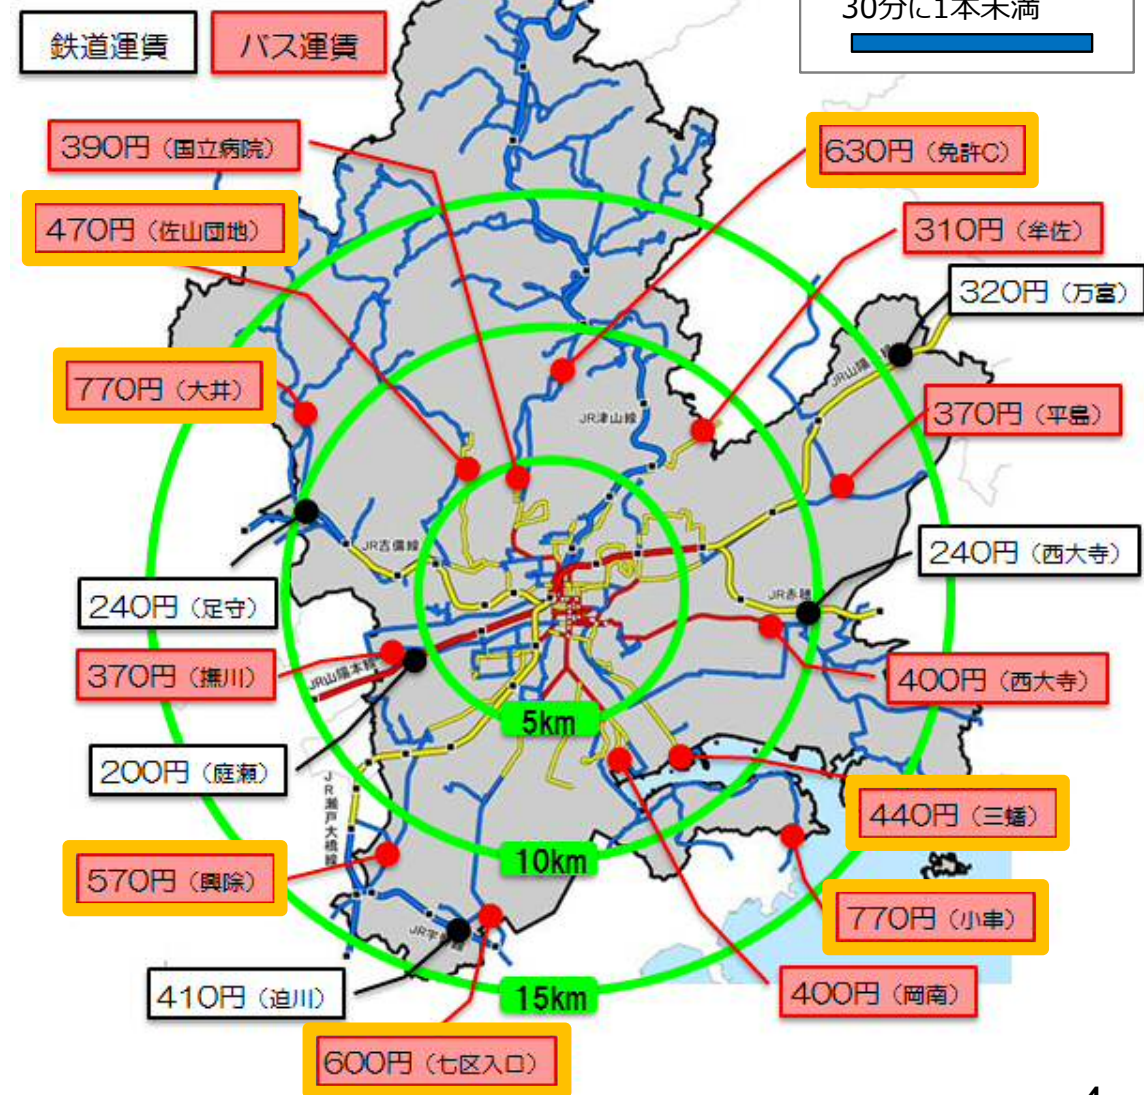 30分に1本未満
鉄道運賃
バス運賃
390円（国立病院）
630円（免許C）
470円（佐山団地）
310円（牟佐）
320円（万富）
JR山陽本線
770円（大井）
370円（平島）
JR津山線
JR吉備線
240円（西大寺）
240円（足守）
JR赤穂
370円（撫川）
JR山陽本線
400円（西大寺）
5km
200円（庭瀬）
JR瀬戸大橋線
440円（三蟠）
10km
570円（興除）
770円（小串）
410円（迫川）
15km
400円（岡南）
600円（七区入口）